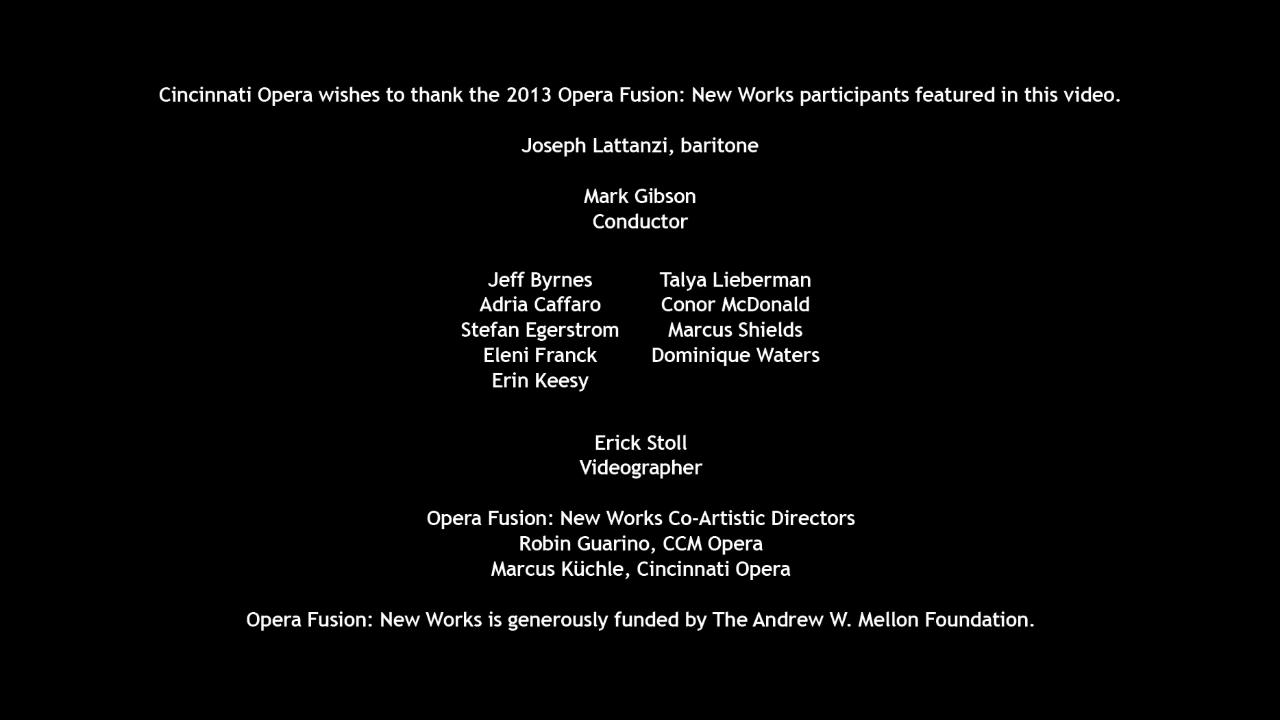 Cincinnati Opera wishes to thank the 2013 Opera Fusion: New Works participants featured in this video.
Joseph Lattanzi, baritone
Mark Gibson
Conductor
Jeff Byrnes
Adria Caffaro
Stefan Egerstrom
Eleni Franck
Erin Keesy
Talya Lieberman
Conor McDonald
Marcus Shields
Dominique Waters
Erick Stoll
Videographer
Opera Fusion: New Works Co-Artistic Directors
Robin Guarino, CCM Opera
Marcus Küchle, Cincinnati Opera
Opera Fusion: New Works is generously funded by The Andrew W. Mellon Foundation.